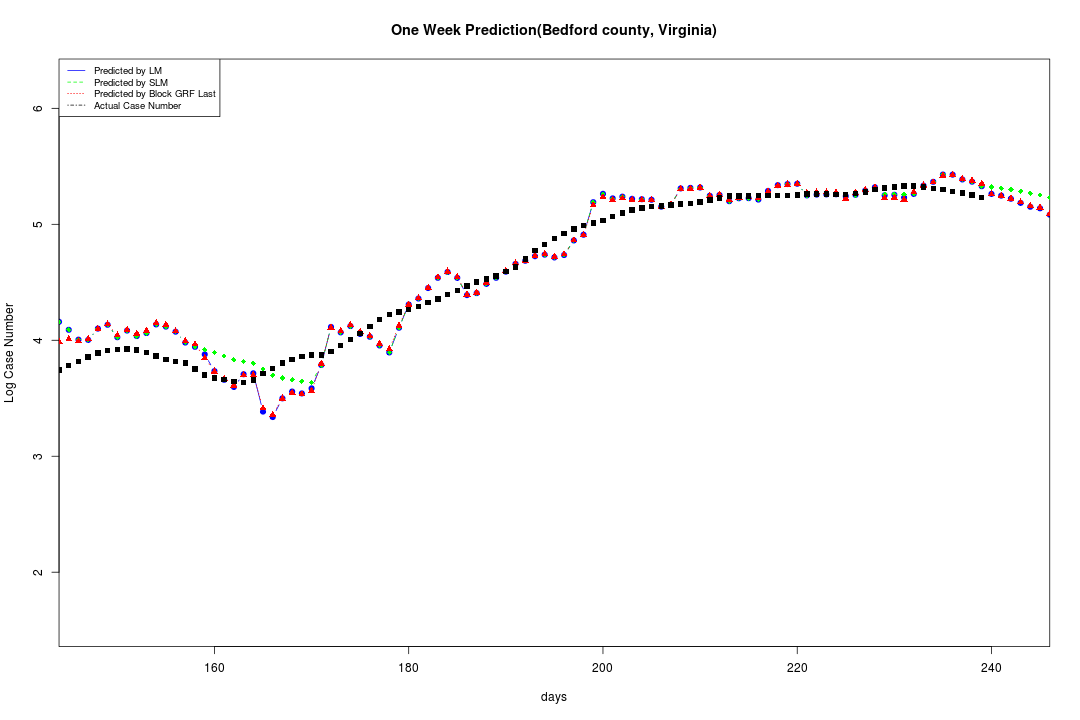 One Week Prediction(Bedford county, Virginia)
Predicted by LM
Predicted by SLM
Predicted by Block GRF Last
Actual Case Number
Log Case Number
6
5
4
3
2
160 180 200 220 240
days